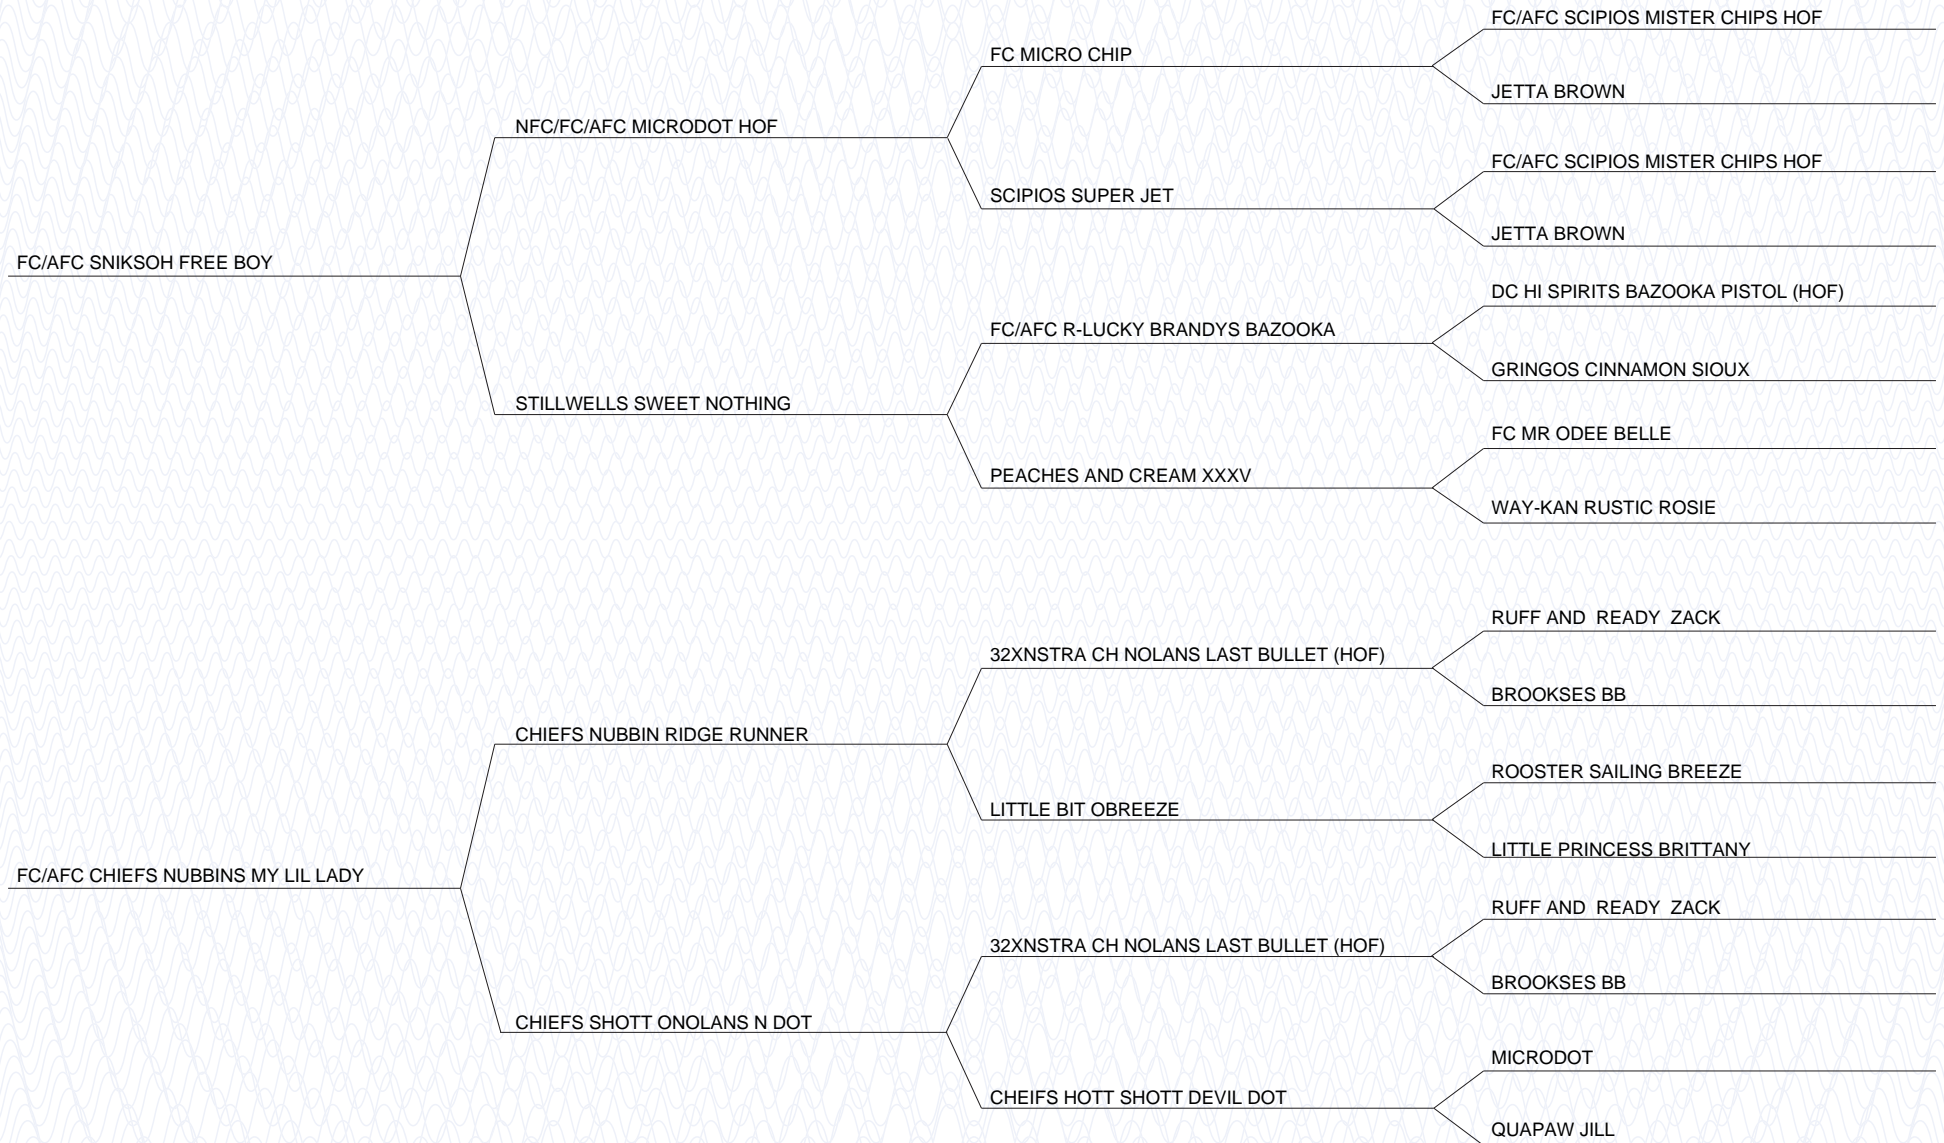 FC/AFC SCIPIOS MISTER CHIPS HOF
FC MICRO CHIP
JETTA BROWN
NFC/FC/AFC MICRODOT HOF
FC/AFC SCIPIOS MISTER CHIPS HOF
SCIPIOS SUPER JET
JETTA BROWN
FC/AFC SNIKSOH FREE BOY
DC HI SPIRITS BAZOOKA PISTOL (HOF)
FC/AFC R-LUCKY BRANDYS BAZOOKA
GRINGOS CINNAMON SIOUX
STILLWELLS SWEET NOTHING
FC MR ODEE BELLE
PEACHES AND CREAM XXXV
WAY-KAN RUSTIC ROSIE
RUFF AND  READY  ZACK
32XNSTRA CH NOLANS LAST BULLET (HOF)
BROOKSES BB
CHIEFS NUBBIN RIDGE RUNNER
ROOSTER SAILING BREEZE
LITTLE BIT OBREEZE
LITTLE PRINCESS BRITTANY
FC/AFC CHIEFS NUBBINS MY LIL LADY
RUFF AND  READY  ZACK
32XNSTRA CH NOLANS LAST BULLET (HOF)
BROOKSES BB
CHIEFS SHOTT ONOLANS N DOT
MICRODOT
CHEIFS HOTT SHOTT DEVIL DOT
QUAPAW JILL